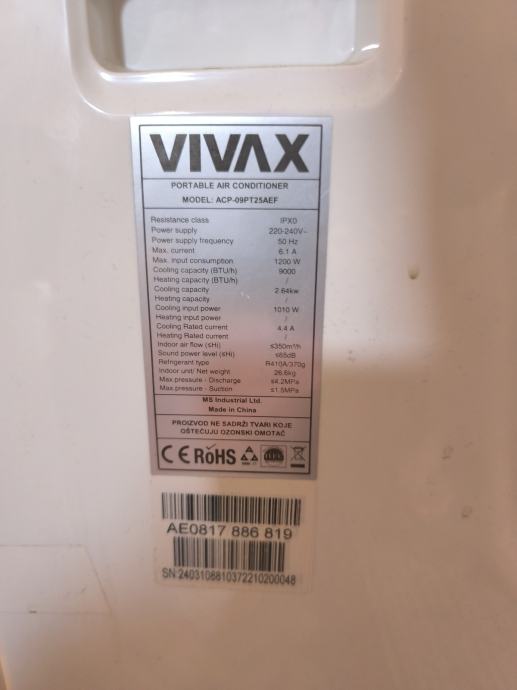 VIVAX
PORTABLE AIR CONDITIONER
MODEL: ACP-09PT25AEF
Resistance class IPX0
Power supply 220-240V~
Power supply frequency 50 Hz
Max. current 6.1 A
Max. input consumption 1200 W
Cooling capacity (BTU/h) 9000
Heating capacity (BTU/h) /
Cooling capacity 2.64kw
Heating capacity /
Cooling input power 1010 W
Heating input power /
Cooling Rated current 4.4 A
Heating Rated current /
Indoor air flow (≤Hi) ≤350m³/h
Sound power level (≤Hi) ≤65dB
Refrigerant type R410A/370g
Indoor unit/ Net weight 26.6kg
Max.pressure - Discharge ≤4.2MPa
Max.pressure - Suction ≤1.5MPa
MS Industrial Ltd.
Made in China
PROIZVOD NE SADRŽI TVARI KOJE
OŠTEĆUJU OZONSKI OMOTAČ
CE RoHS
AE0817 886 819
SN:2403108810372210200048